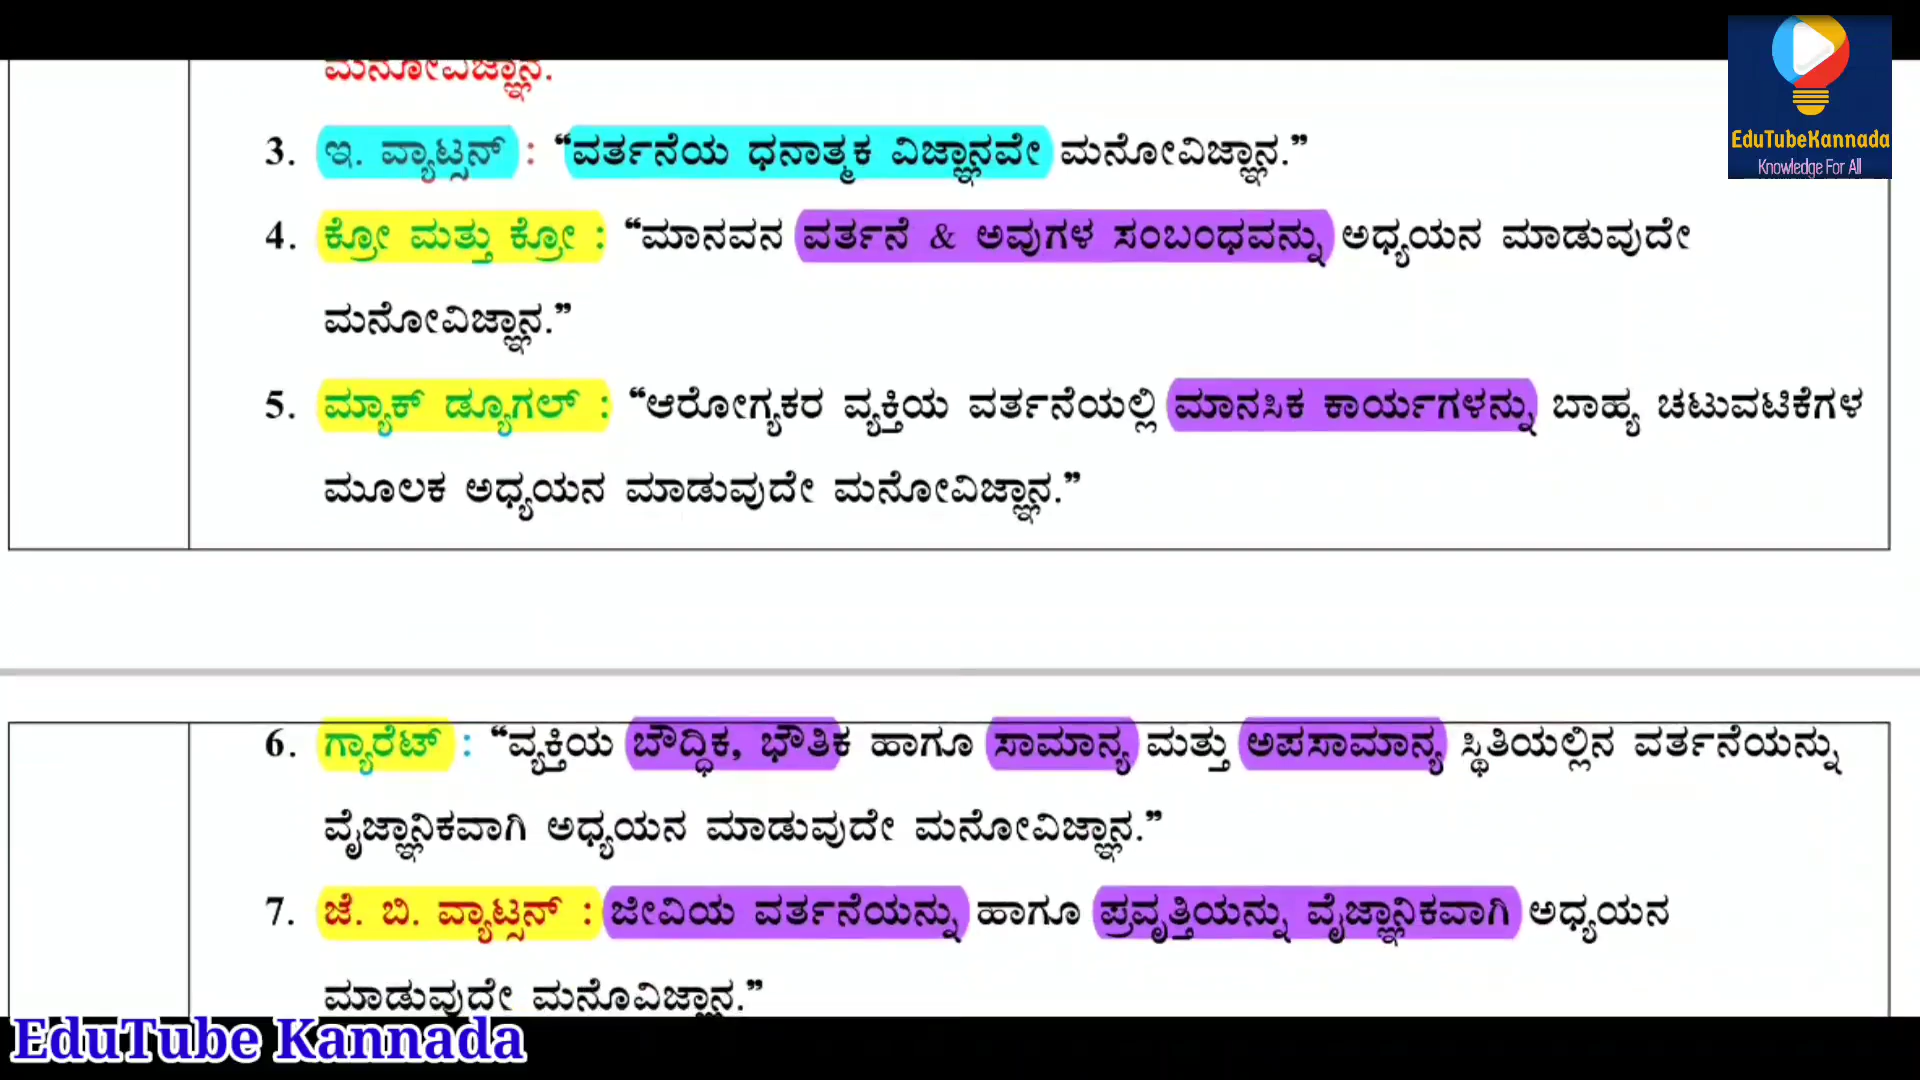 ಮನೋವಿಜ್ಞಾನ.
EduTubeKannada
Knowledge For All
3. ಇ. ವ್ಯಾಟ್ಸನ್ : “ವರ್ತನೆಯ ಧನಾತ್ಮಕ ವಿಜ್ಞಾನವೇ ಮನೋವಿಜ್ಞಾನ.”
4. ಕ್ರೋ ಮತ್ತು ಕ್ರೋ : “ಮಾನವನ ವರ್ತನೆ & ಅವುಗಳ ಸಂಬಂಧವನ್ನು ಅಧ್ಯಯನ ಮಾಡುವುದೇ
ಮನೋವಿಜ್ಞಾನ.”
5. ಮ್ಯಾಕ್ ಡ್ಯೂಗಲ್ : “ಆರೋಗ್ಯಕರ ವ್ಯಕ್ತಿಯ ವರ್ತನೆಯಲ್ಲಿ ಮಾನಸಿಕ ಕಾರ್ಯಗಳನ್ನು ಬಾಹ್ಯ ಚಟುವಟಿಕೆಗಳ
ಮೂಲಕ ಅಧ್ಯಯನ ಮಾಡುವುದೇ ಮನೋವಿಜ್ಞಾನ.”
6. ಗ್ಯಾರೆಟ್ : “ವ್ಯಕ್ತಿಯ ಬೌದ್ಧಿಕ, ಭೌತಿಕ ಹಾಗೂ ಸಾಮಾನ್ಯ ಮತ್ತು ಅಪಸಾಮಾನ್ಯ ಸ್ಥಿತಿಯಲ್ಲಿನ ವರ್ತನೆಯನ್ನು
ವೈಜ್ಞಾನಿಕವಾಗಿ ಅಧ್ಯಯನ ಮಾಡುವುದೇ ಮನೋವಿಜ್ಞಾನ.”
7. ಜೆ. ಬಿ. ವ್ಯಾಟ್ಸನ್ : ಜೀವಿಯ ವರ್ತನೆಯನ್ನು ಹಾಗೂ ಪ್ರವೃತ್ತಿಯನ್ನು ವೈಜ್ಞಾನಿಕವಾಗಿ ಅಧ್ಯಯನ
ಮಾಡುವುದೇ ಮನೊವಿಜ್ಞಾನ.”
EduTube Kannada